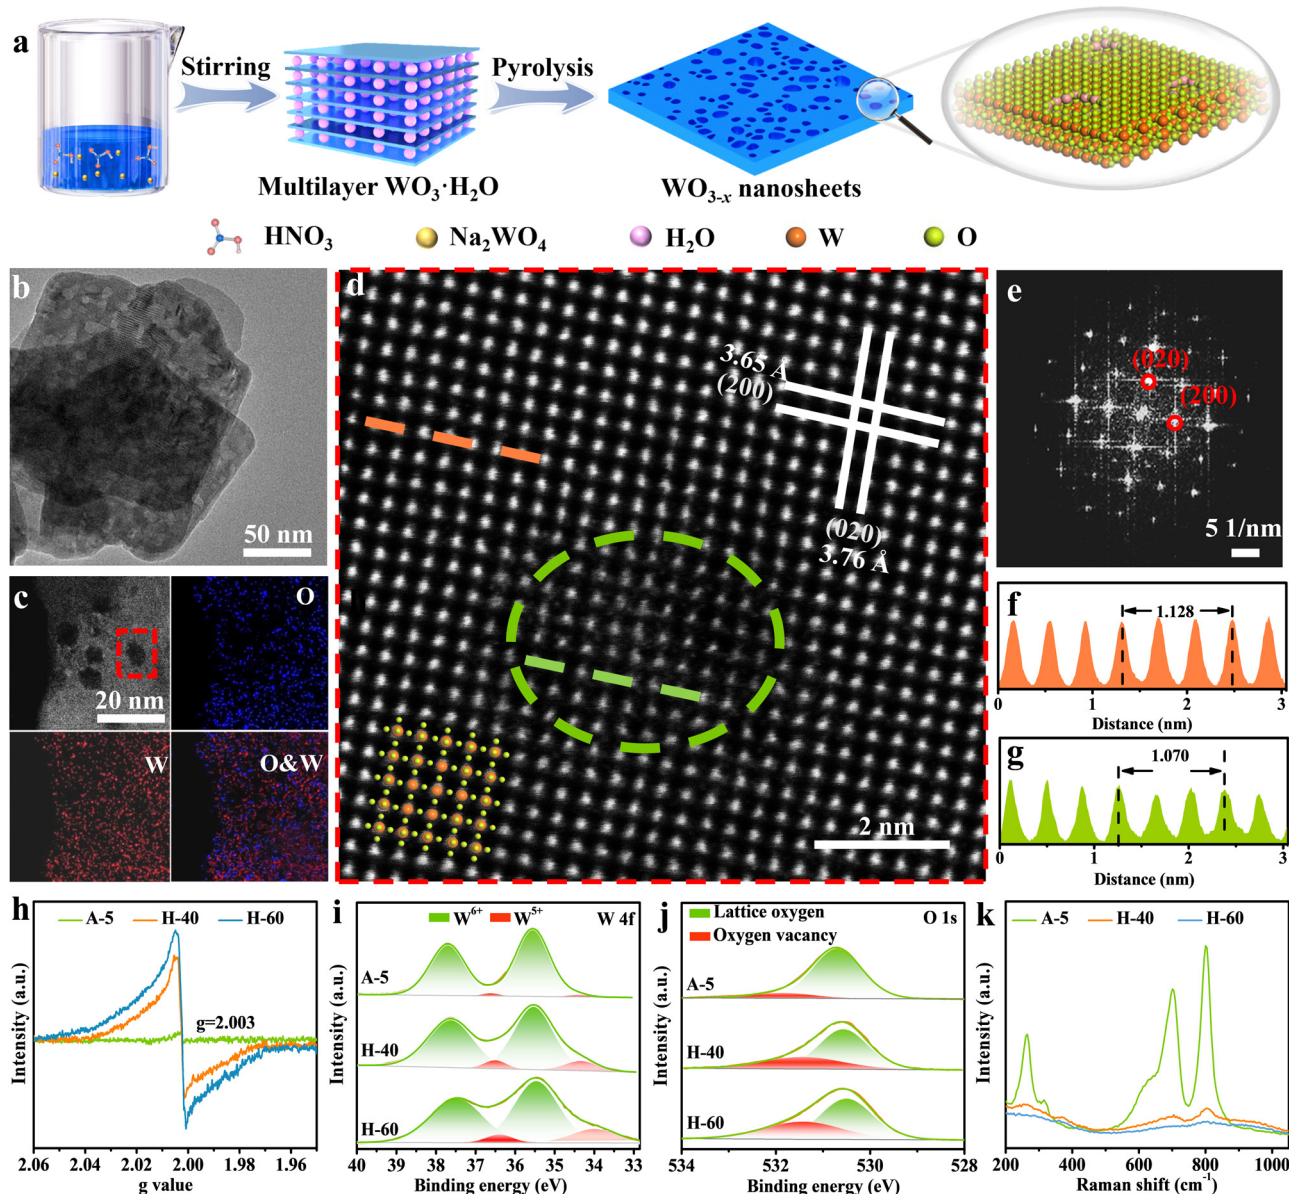 a
Stirring
Pyrolysis
Multilayer WO₃·H₂O
WO₃₋ₓ nanosheets
HNO₃
Na₂WO₄
H₂O
W
O
b
50 nm
c
O
20 nm
W
O&W
d
3.65 Å
(200)
(020)
3.76 Å
2 nm
e
(020)
(200)
5 1/nm
f
1.128
0 1 2 3
Distance (nm)
g
1.070
0 1 2 3
Distance (nm)
h
A-5 H-40 H-60
g=2.003
Intensity (a.u.)
2.06 2.04 2.02 2.00 1.98 1.96
g value
i
W⁶⁺ W⁵⁺ W 4f
A-5
H-40
H-60
Intensity (a.u.)
40 39 38 37 36 35 34 33
Binding energy (eV)
j
Lattice oxygen O 1s
Oxygen vacancy
A-5
H-40
H-60
Intensity (a.u.)
534 532 530 528
Binding energy (eV)
k
A-5 H-40 H-60
Intensity (a.u.)
200 400 600 800 1000
Raman shift (cm⁻¹)